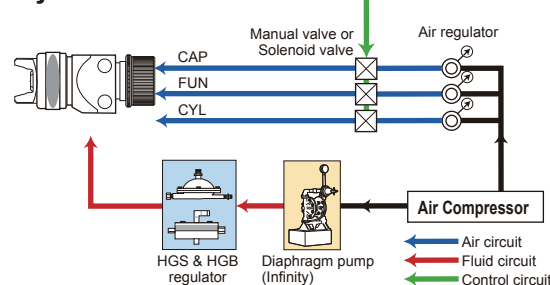 Manual valve or
Solenoid valve
Air regulator
CAP
FUN
CYL
Air Compressor
HGS & HGB
regulator
Diaphragm pump
(Infinity)
Air circuit
Fluid circuit
Control circuit